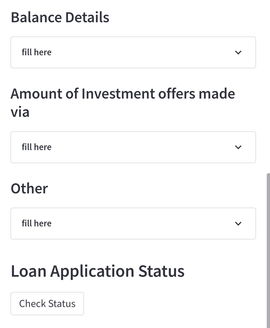 Balance Details
fill here
Amount of Investment offers made
via
fill here
Other
fill here
Loan Application Status
Check Status